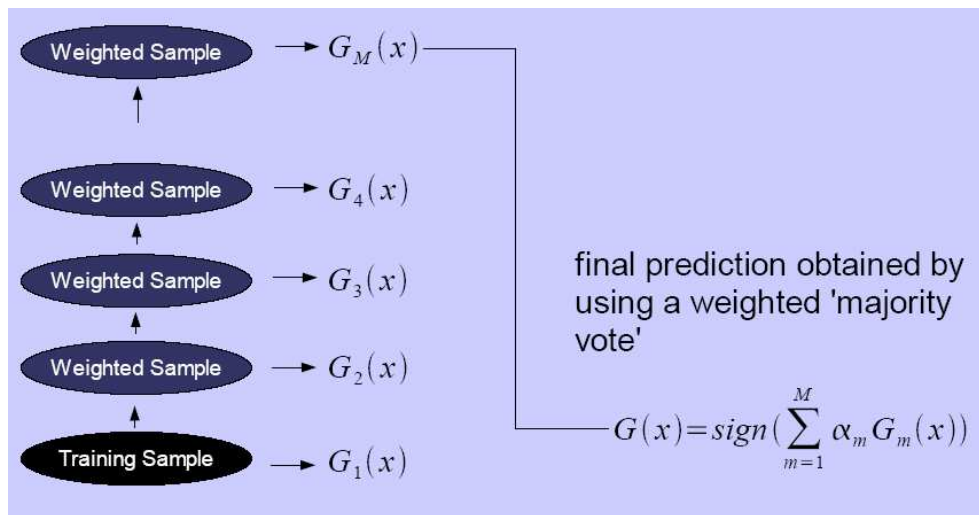 Weighted Sample
G_M(x)
Weighted Sample
G_4(x)
Weighted Sample
G_3(x)
Weighted Sample
G_2(x)
Training Sample
G_1(x)
final prediction obtained by
using a weighted 'majority
vote'
G(x)=sign(∑_{m=1}^{M} α_m G_m(x))